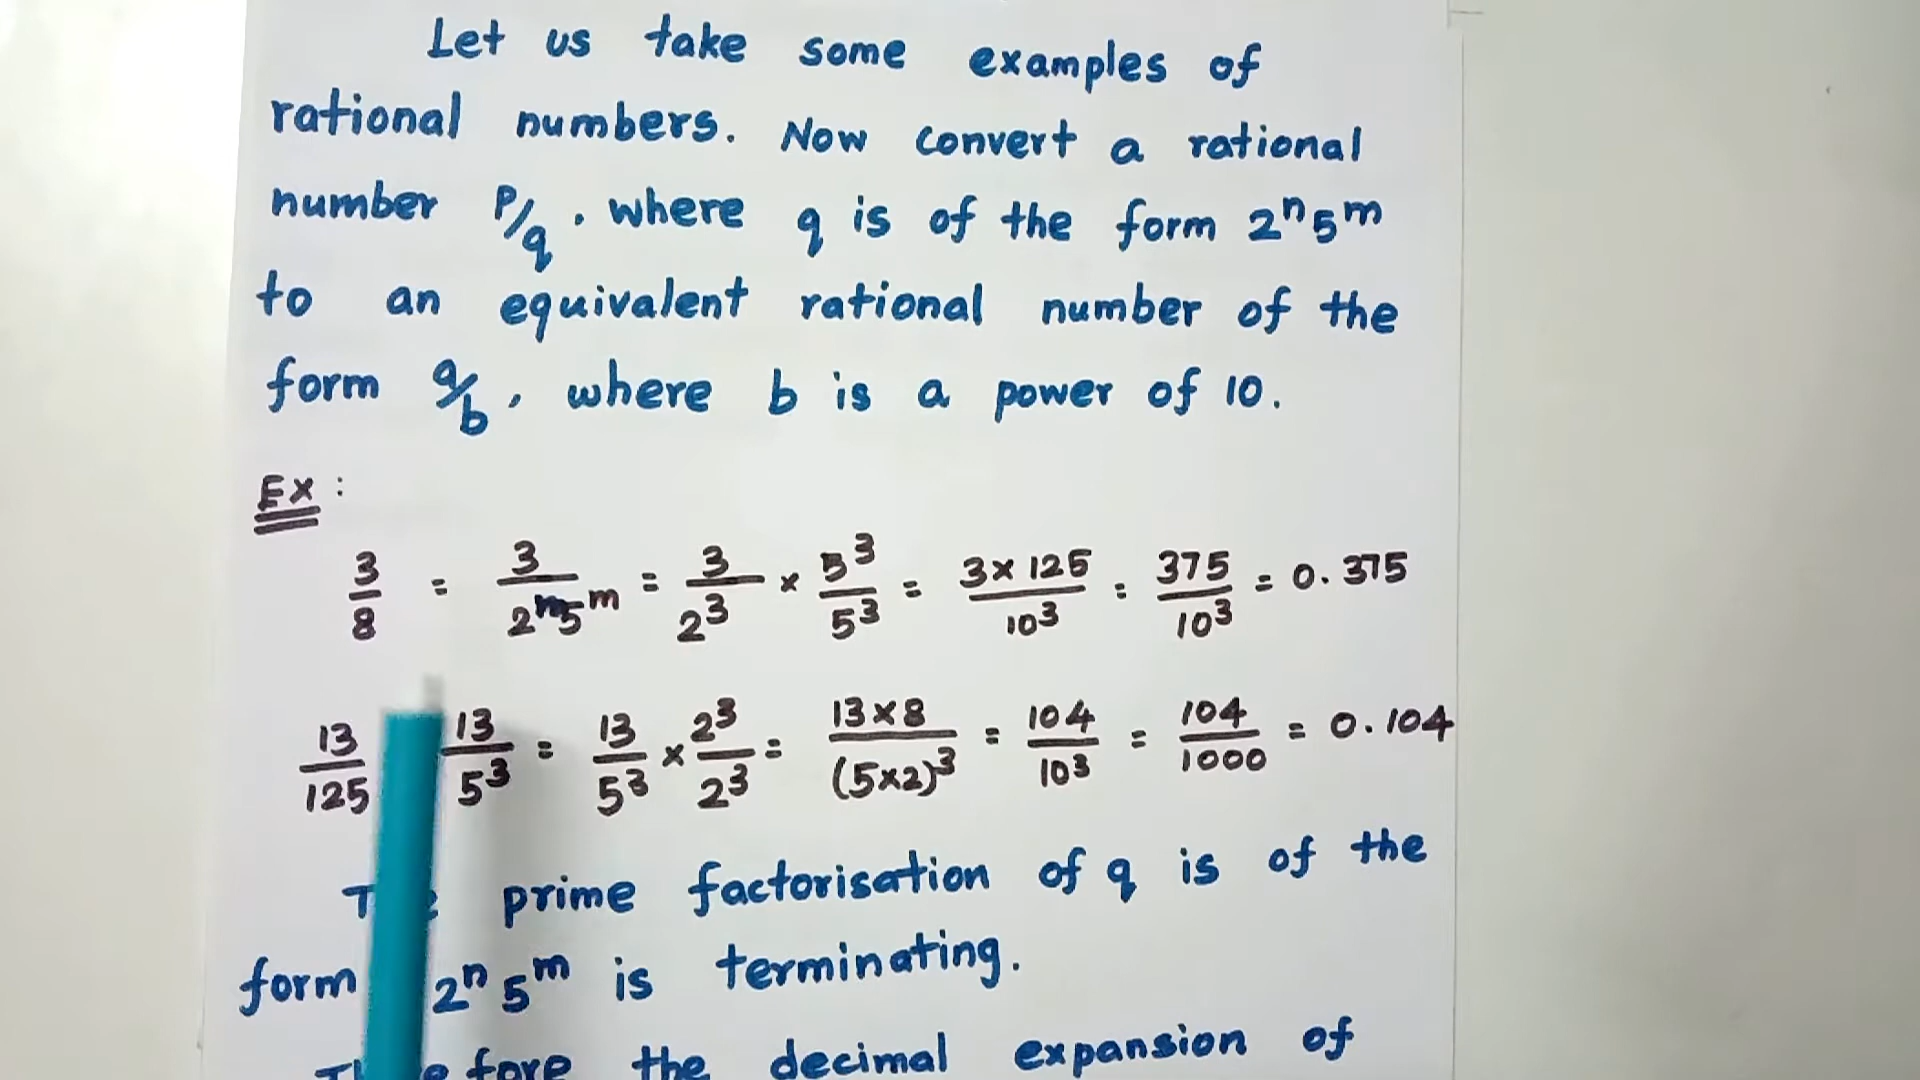 Let us take some examples of
rational numbers. Now convert a rational
number P/q . where q is of the form 2ⁿ5ᵐ
to an equivalent rational number of the
form a/b , where b is a power of 10.
EX :
3/8 = 3/2ⁿ5ᵐ = 3/2³ × 5³/5³ = 3×125/10³ = 375/10³ = 0.375
13/125 13/5³ = 13/5³ × 2³/2³ = 13×8/(5×2)³ = 104/10³ = 104/1000 = 0.104
prime factorisation of q is of the
form 2ⁿ 5ᵐ is terminating.
the decimal expansion of